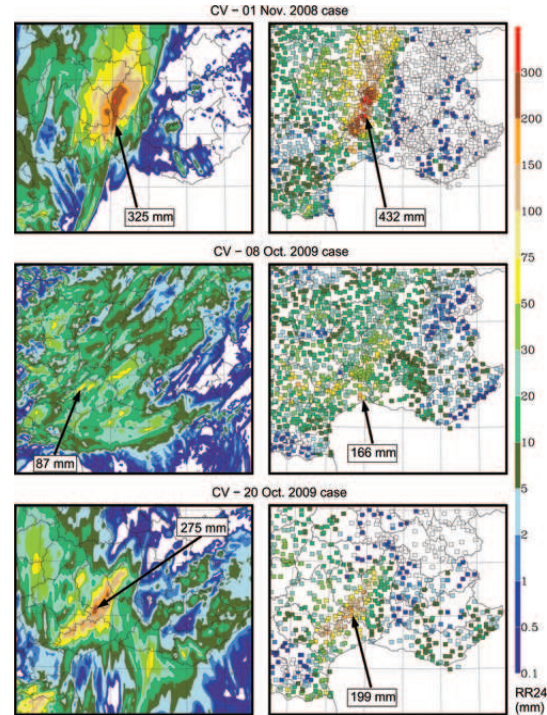 CV – 01 Nov. 2008 case
325 mm
432 mm
CV – 08 Oct. 2009 case
87 mm
166 mm
CV – 20 Oct. 2009 case
275 mm
199 mm
300
200
150
100
75
50
30
20
10
5
2
1
0.5
0.1
RR24
(mm)